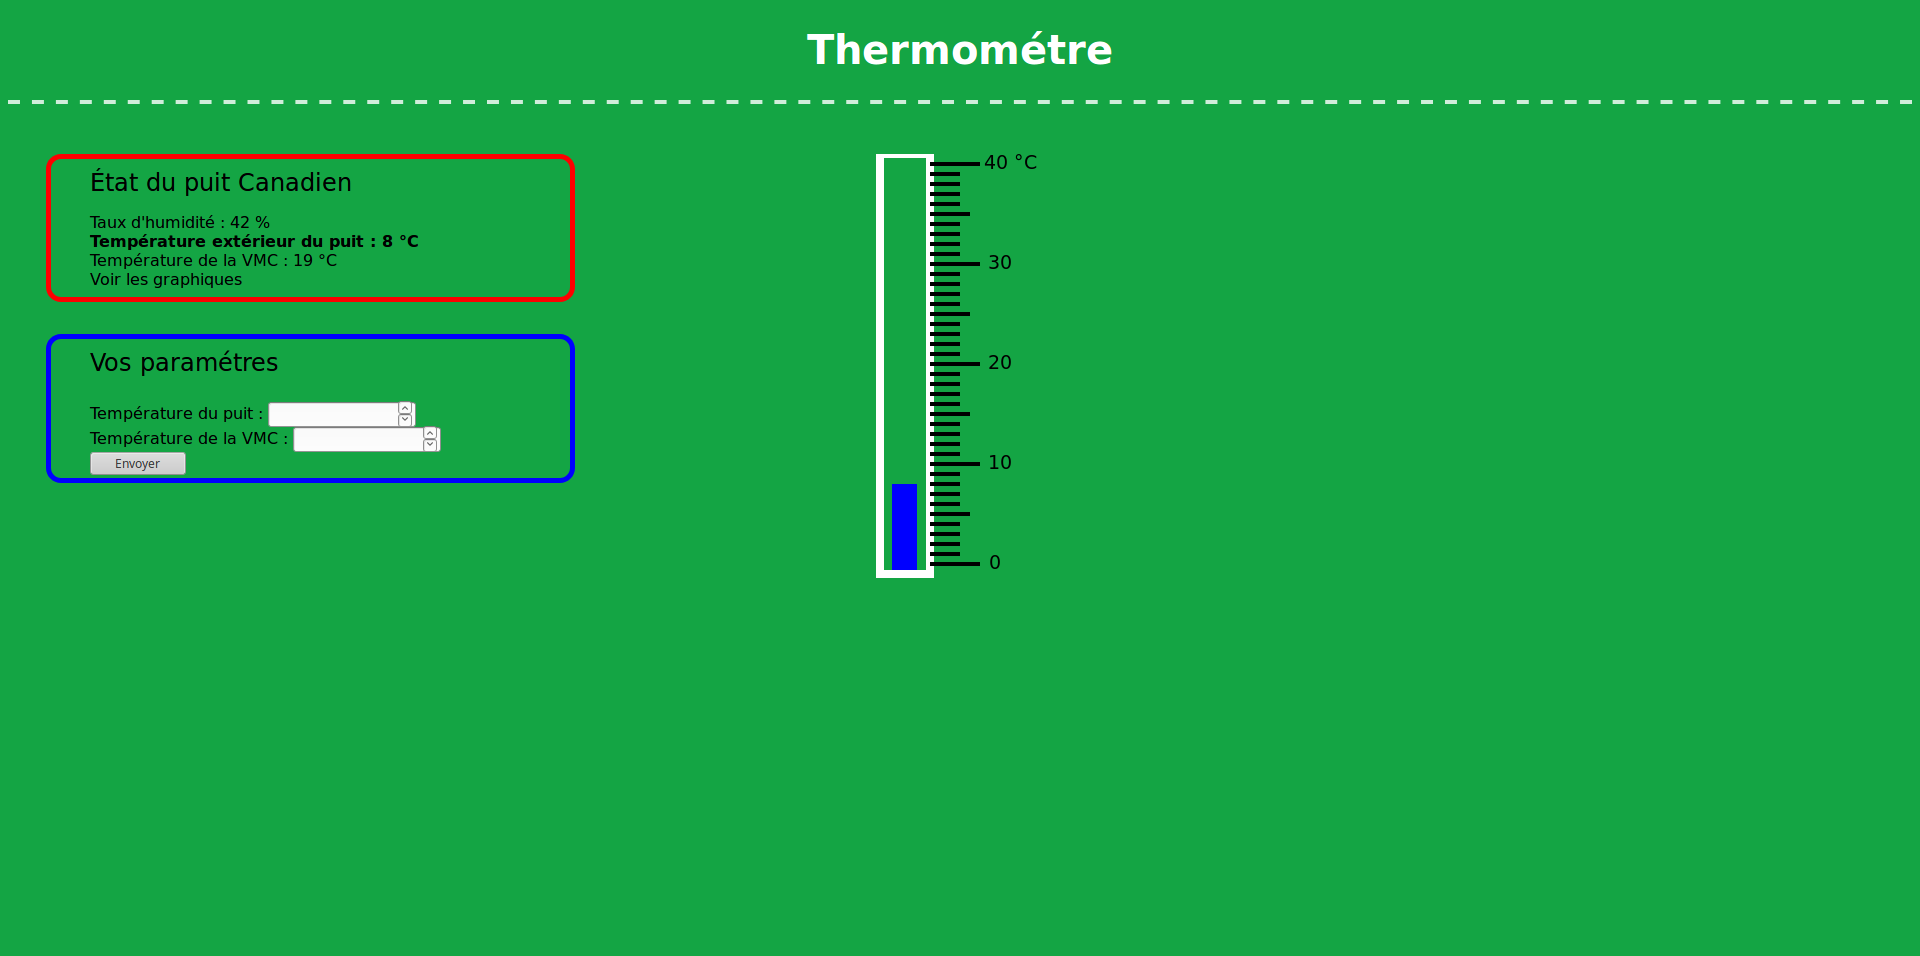 Thermométre
État du puit Canadien
Taux d'humidité : 42 %
Température extérieur du puit : 8 °C
Température de la VMC : 19 °C
Voir les graphiques
Vos paramétres
Température du puit :
Température de la VMC :
Envoyer
40 °C
30
20
10
0